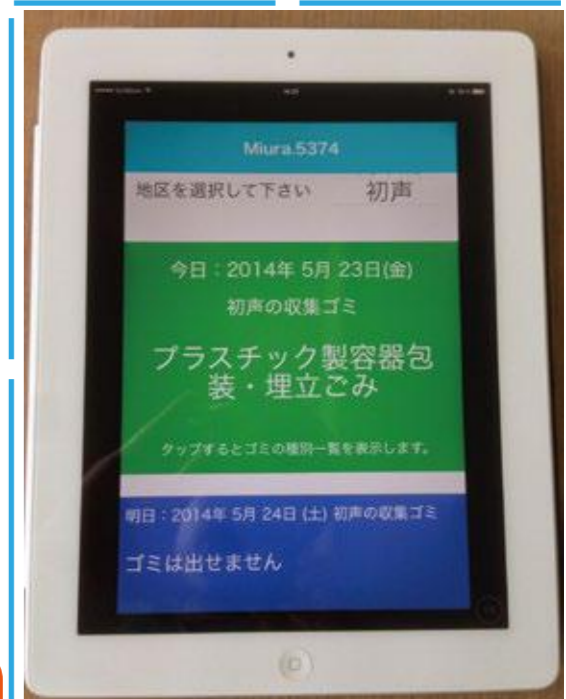 Miura.5374
地区を選択して下さい 初声
今日：2014年 5月 23日(金)
初声の収集ゴミ
プラスチック製容器包
装・埋立ごみ
タップするとゴミの種別一覧を表示します。
明日：2014年 5月 24日 (土) 初声の収集ゴミ
ゴミは出せません